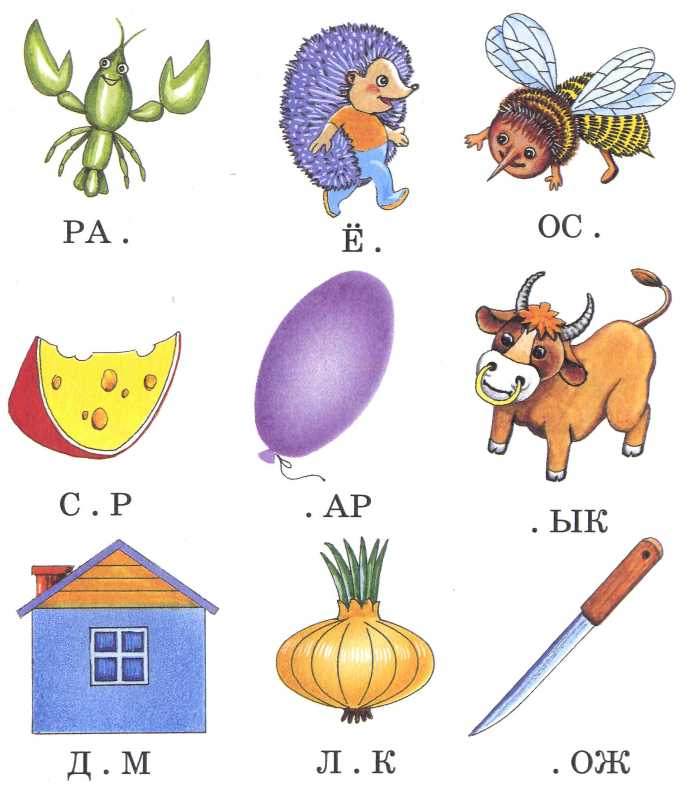 РА .
Ё .
ОС .
С . Р
. АР
. ЫК
Д . М
Л . К
. ОЖ